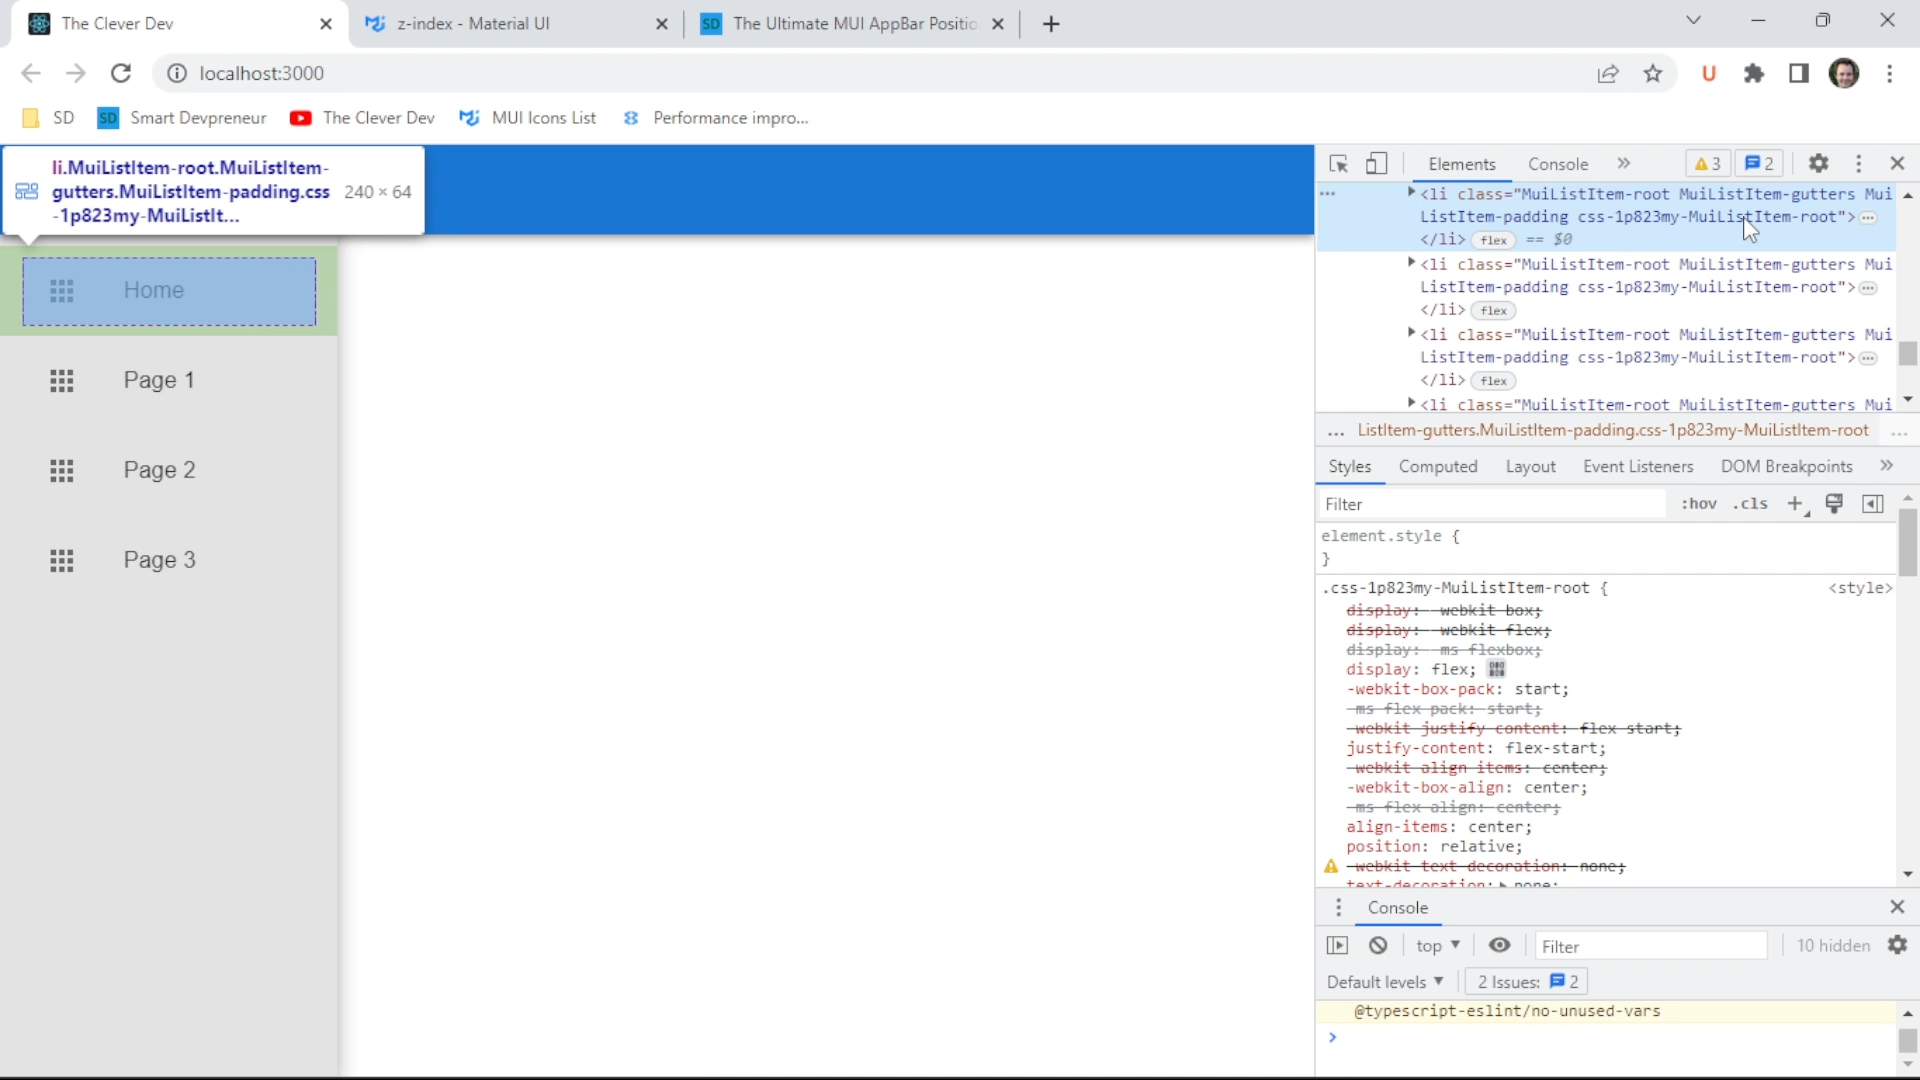 The Clever Dev
z-index - Material UI
SD The Ultimate MUI AppBar Positio
localhost:3000
U
SD
SD Smart Devpreneur
The Clever Dev
MUI Icons List
Performance impro...
li.MuiListItem-root.MuiListItem-
gutters.MuiListItem-padding.css
-1p823my-MuiListIt...
240 × 64
Home
Page 1
Page 2
Page 3
Elements
Console
3
2
<li class="MuiListItem-root MuiListItem-gutters Mui
ListItem-padding css-1p823my-MuiListItem-root">
</li> flex == $0
<li class="MuiListItem-root MuiListItem-gutters Mui
ListItem-padding css-1p823my-MuiListItem-root">
</li> flex
<li class="MuiListItem-root MuiListItem-gutters Mui
ListItem-padding css-1p823my-MuiListItem-root">
</li> flex
<li class="MuiListItem-root MuiListItem-gutters Mui
... ListItem-gutters.MuiListItem-padding.css-1p823my-MuiListItem-root ...
Styles Computed Layout Event Listeners DOM Breakpoints
Filter :hov .cls
element.style {
}
.css-1p823my-MuiListItem-root { <style>
display: -webkit-box;
display: -webkit-flex;
display: -ms-flexbox;
display: flex;
-webkit-box-pack: start;
-ms-flex-pack: start;
-webkit-justify-content: flex-start;
justify-content: flex-start;
-webkit-align-items: center;
-webkit-box-align: center;
-ms-flex-align: center;
align-items: center;
position: relative;
-webkit-text-decoration: none;
text-decoration: none;
Console
top Filter 10 hidden
Default levels 2 Issues: 2
@typescript-eslint/no-unused-vars